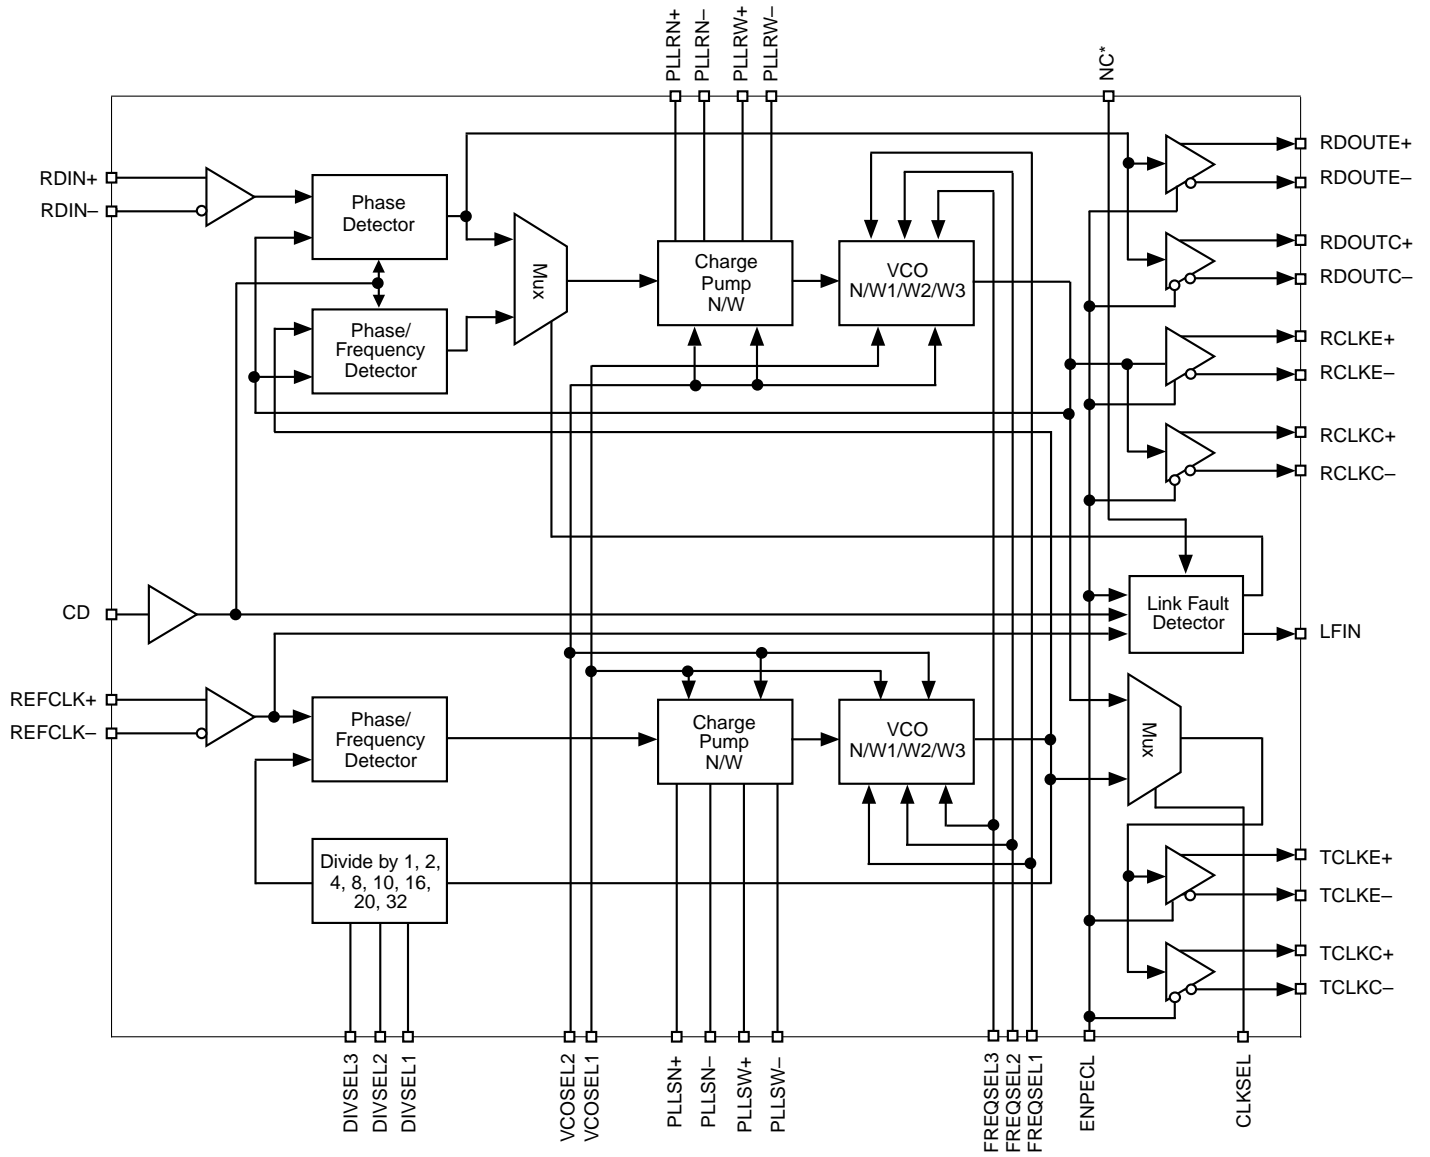 PLLRN+
PLLRN–
PLLRW+
PLLRW–
NC*
RDIN+
RDIN–
Phase
Detector
Mux
Charge
Pump
N/W
VCO
N/W1/W2/W3
Phase/
Frequency
Detector
RDOUTE+
RDOUTE–
RDOUTC+
RDOUTC–
RCLKE+
RCLKE–
RCLKC+
RCLKC–
CD
Link Fault
Detector
LFIN
REFCLK+
REFCLK–
Phase/
Frequency
Detector
Charge
Pump
N/W
VCO
N/W1/W2/W3
Mux
Divide by 1, 2,
4, 8, 10, 16,
20, 32
TCLKE+
TCLKE–
TCLKC+
TCLKC–
DIVSEL3
DIVSEL2
DIVSEL1
VCOSEL2
VCOSEL1
PLLSN+
PLLSN–
PLLSW+
PLLSW–
FREQSEL3
FREQSEL2
FREQSEL1
ENPECL
CLKSEL